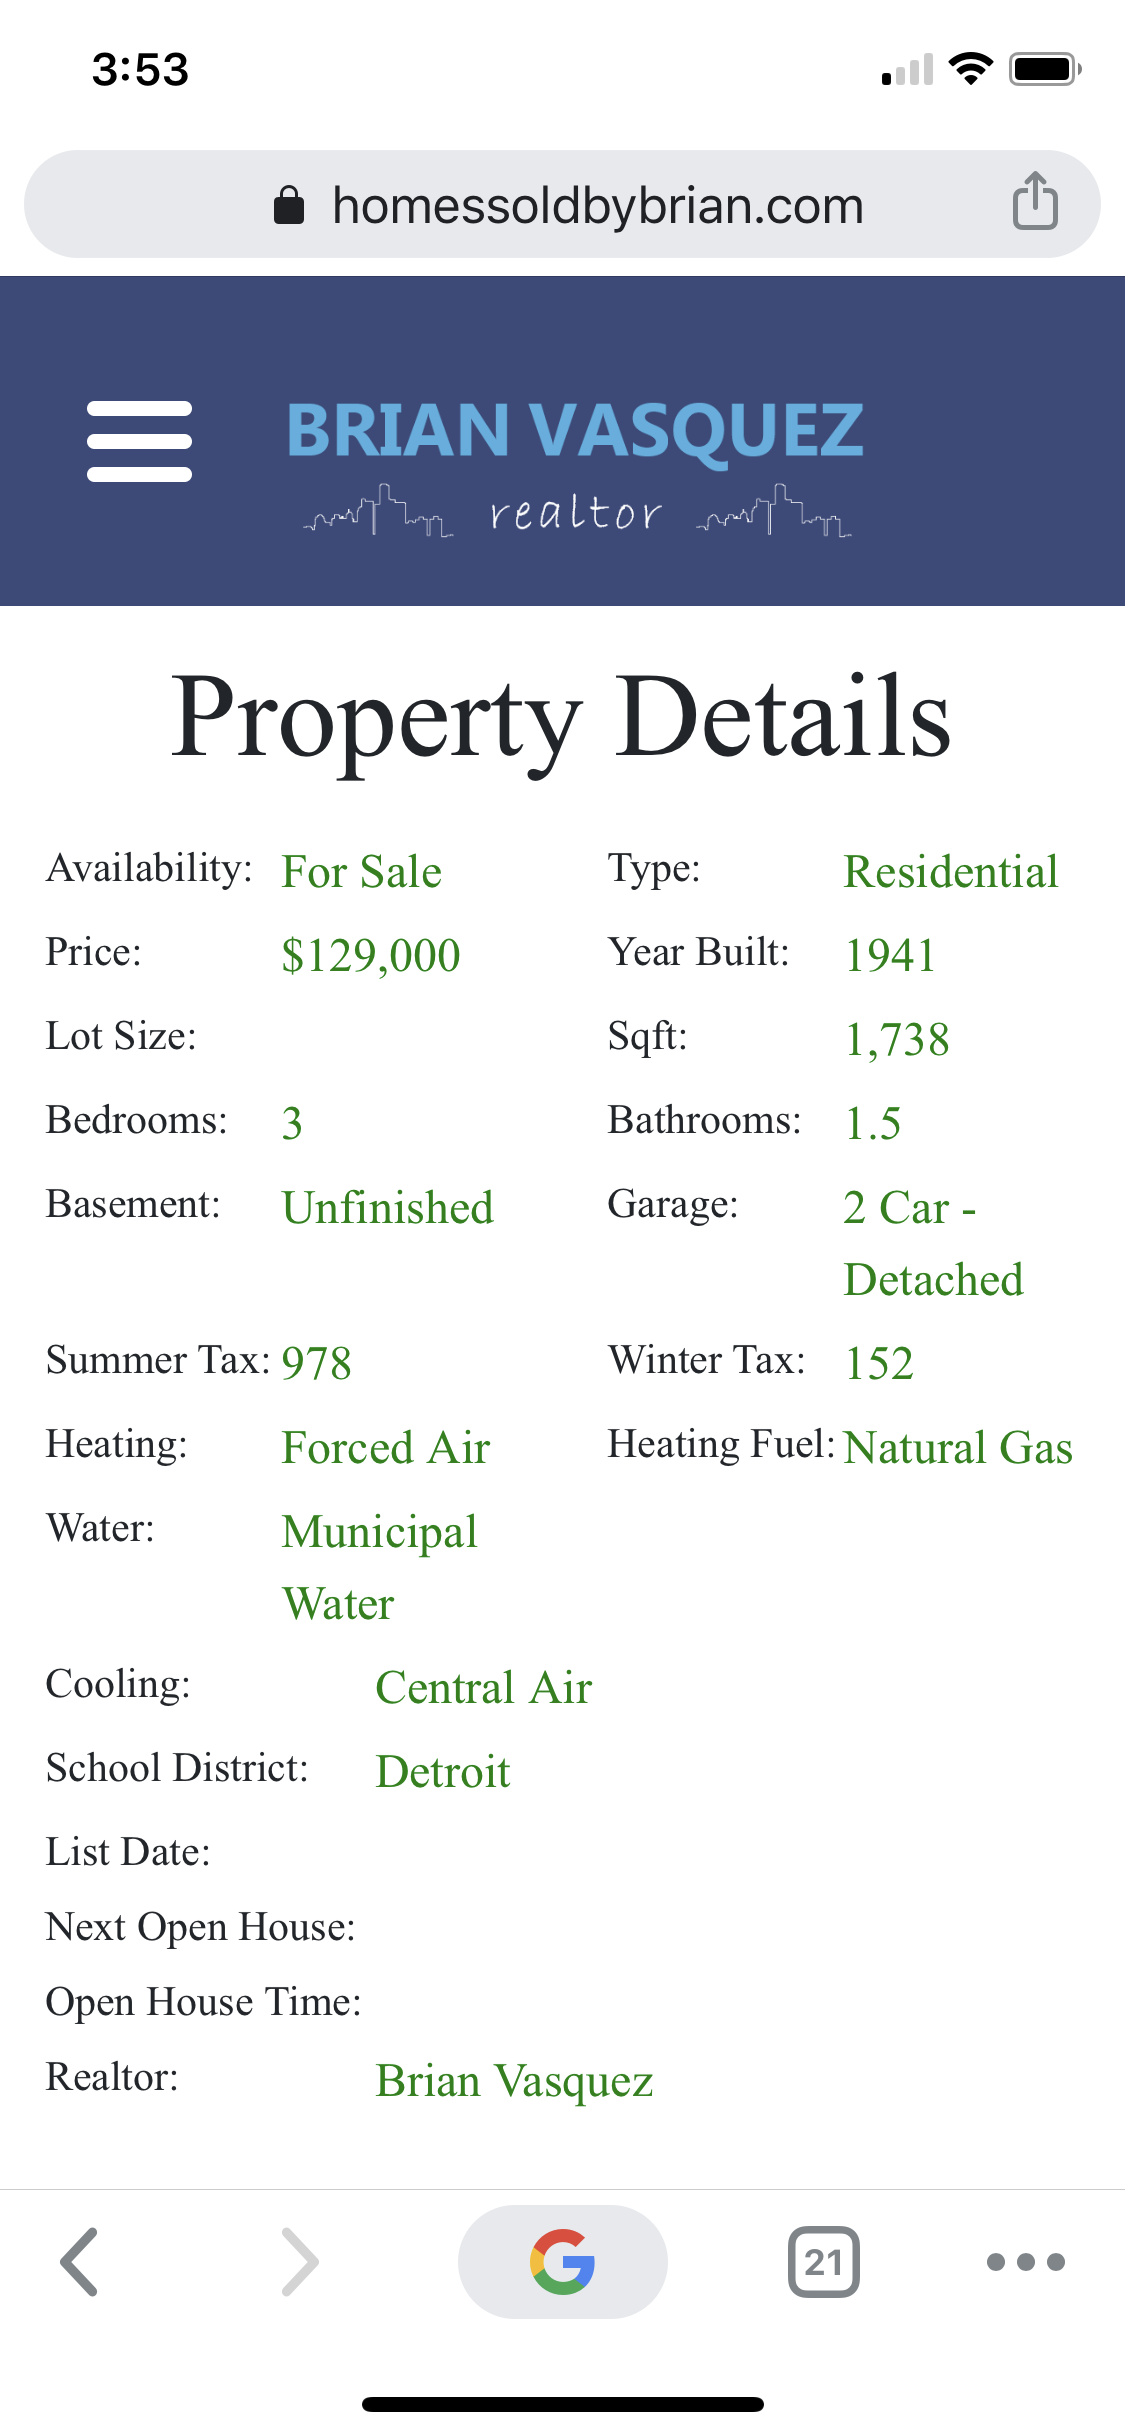 3:53
homessoldbybrian.com
BRIAN VASQUEZ
realtor
Property Details
Availability: For Sale Type: Residential
Price: $129,000 Year Built: 1941
Lot Size: Sqft: 1,738
Bedrooms: 3 Bathrooms: 1.5
Basement: Unfinished Garage: 2 Car -
Detached
Summer Tax: 978 Winter Tax: 152
Heating: Forced Air Heating Fuel: Natural Gas
Water: Municipal
Water
Cooling: Central Air
School District: Detroit
List Date:
Next Open House:
Open House Time:
Realtor: Brian Vasquez
21